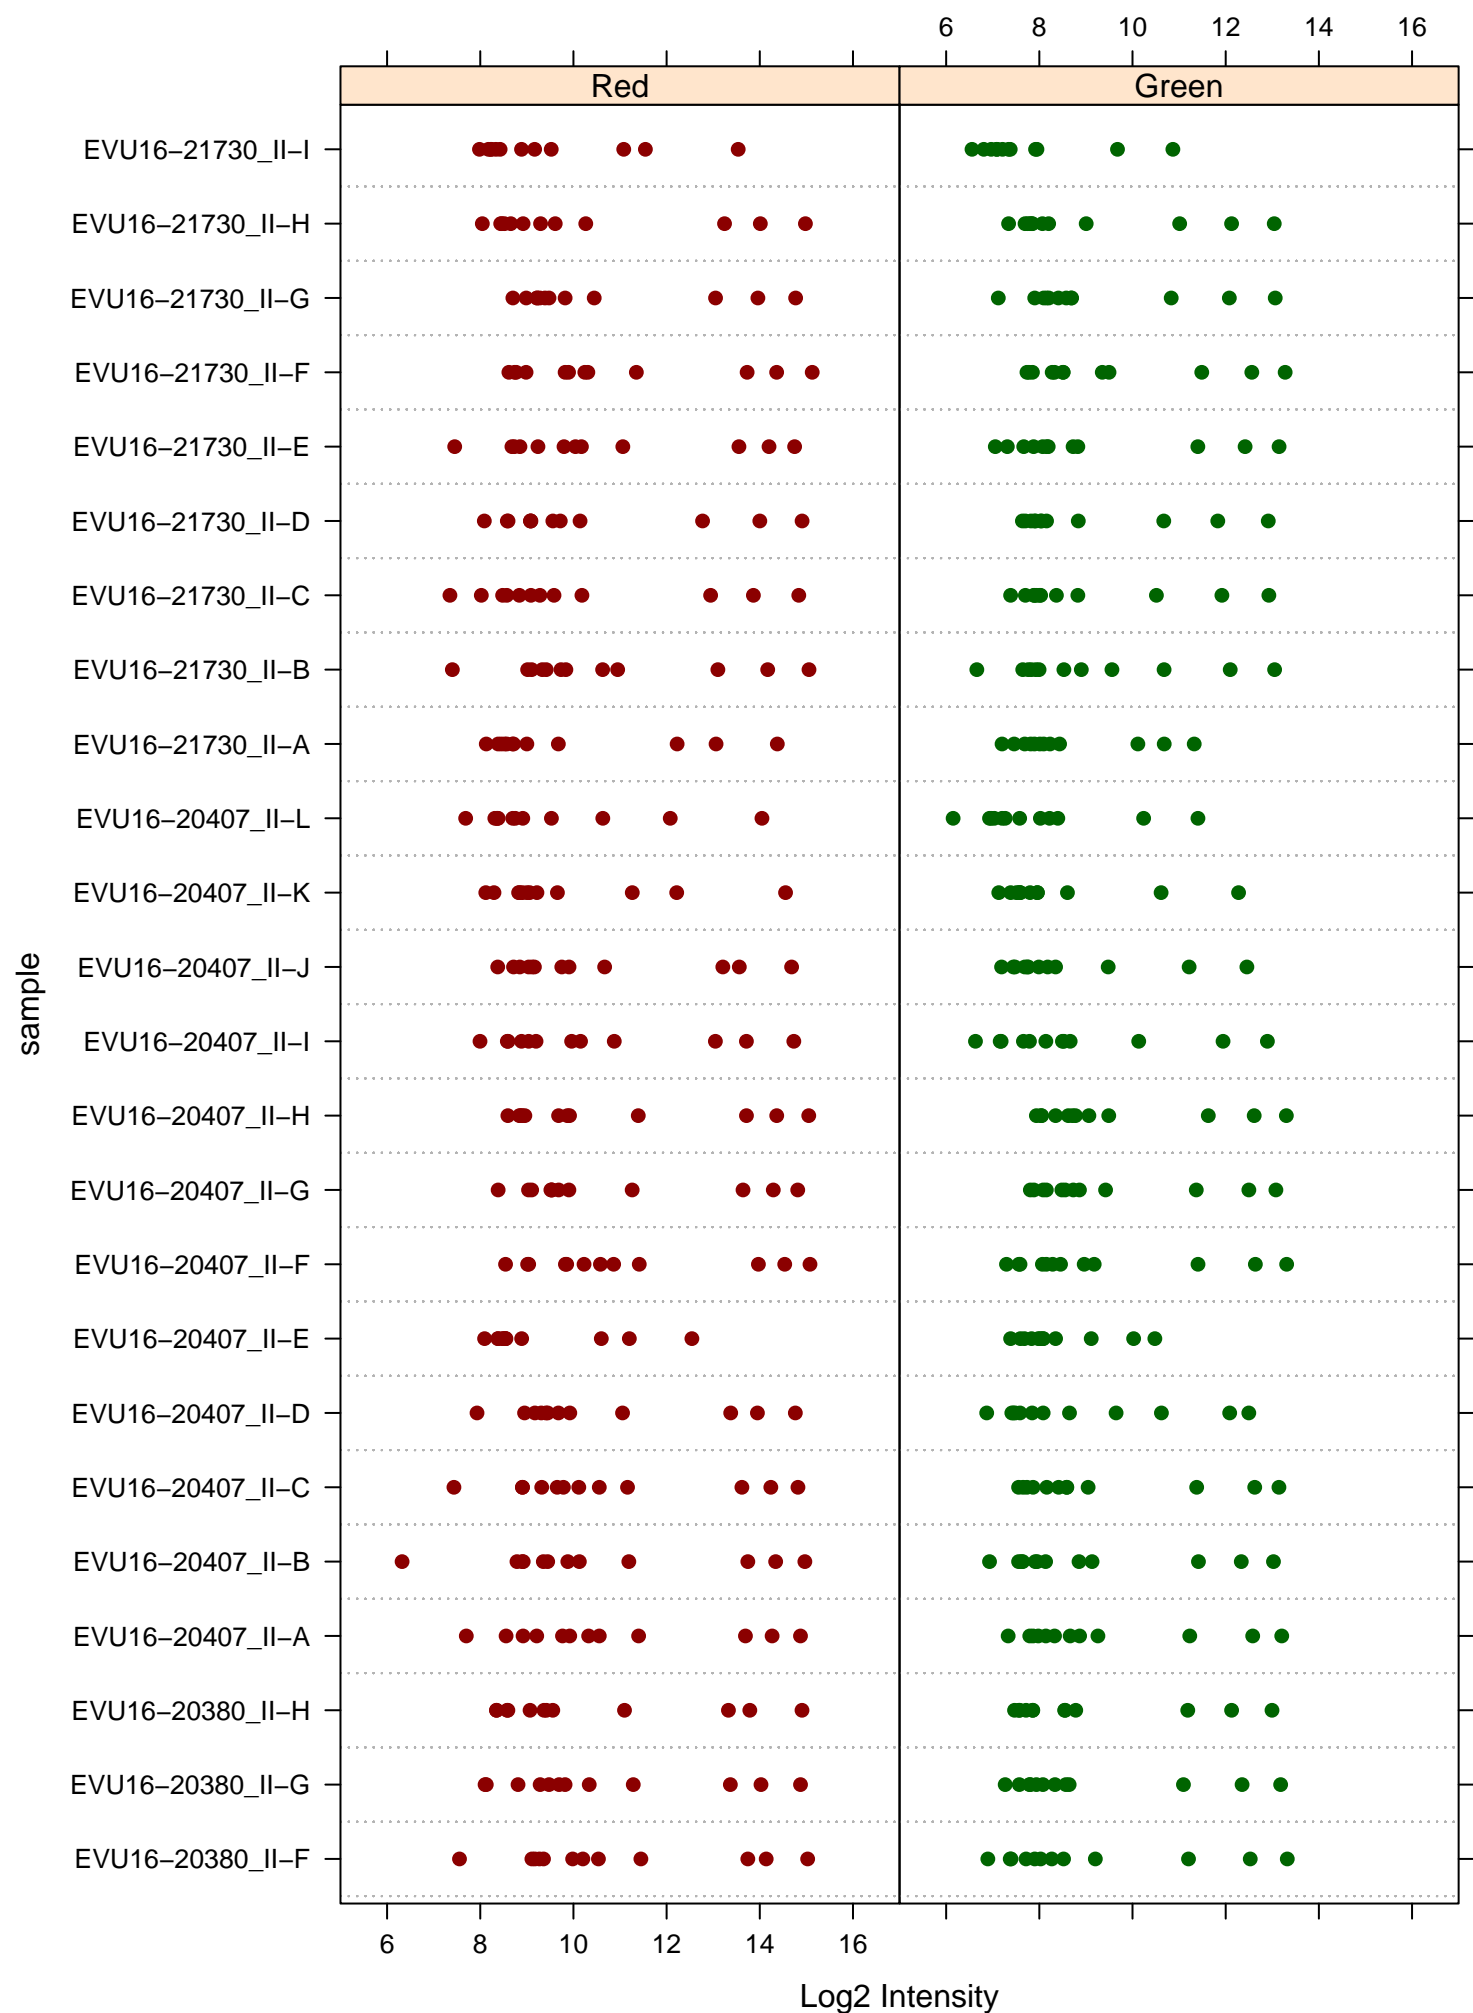 6 8 10 12 14 16
Red Green
EVU16−21730_II−I
EVU16−21730_II−H
EVU16−21730_II−G
EVU16−21730_II−F
EVU16−21730_II−E
EVU16−21730_II−D
EVU16−21730_II−C
EVU16−21730_II−B
EVU16−21730_II−A
EVU16−20407_II−L
EVU16−20407_II−K
EVU16−20407_II−J
EVU16−20407_II−I
EVU16−20407_II−H
EVU16−20407_II−G
EVU16−20407_II−F
EVU16−20407_II−E
EVU16−20407_II−D
EVU16−20407_II−C
EVU16−20407_II−B
EVU16−20407_II−A
EVU16−20380_II−H
EVU16−20380_II−G
EVU16−20380_II−F
sample
6 8 10 12 14 16
Log2 Intensity